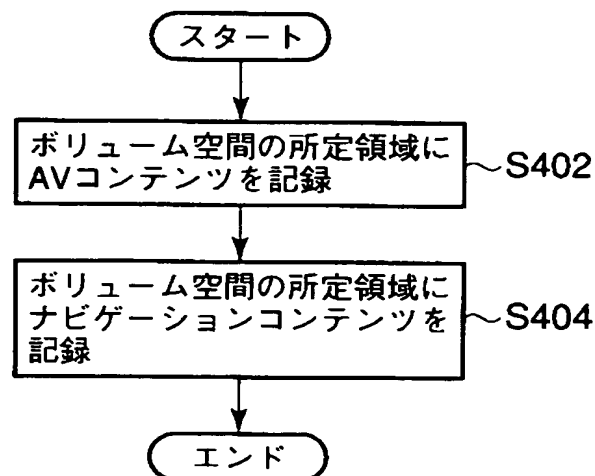 スタート
ボリューム空間の所定領域に
AVコンテンツを記録
S402
ボリューム空間の所定領域に
ナビゲーションコンテンツを
記録
S404
エンド